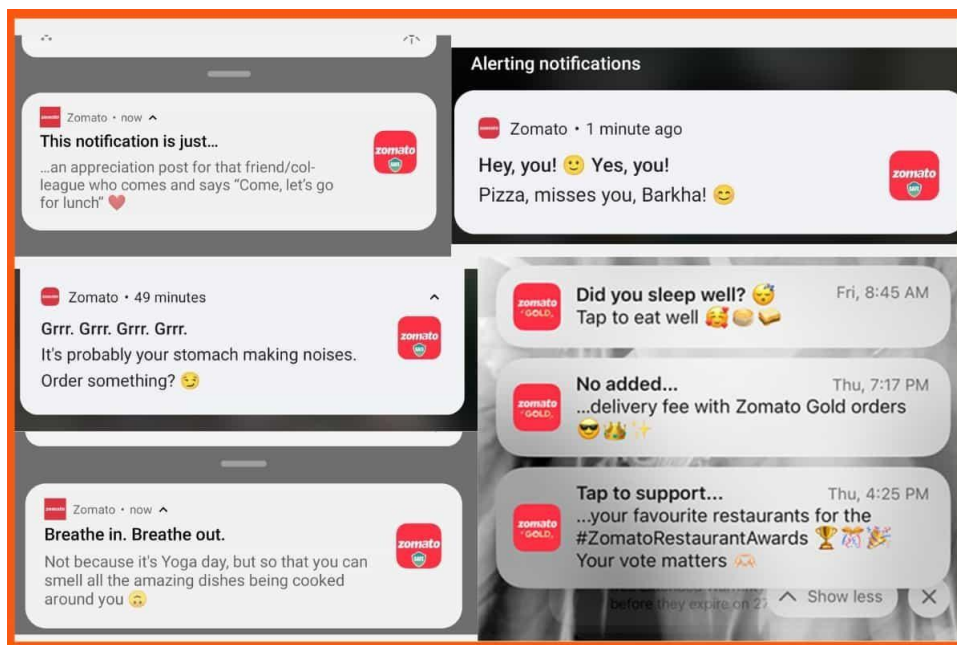 Zomato • now
This notification is just...
...an appreciation post for that friend/col-
league who comes and says “Come, let's go
for lunch” ❤️
zomato
Alerting notifications
Zomato • 1 minute ago
Hey, you! 🙂 Yes, you!
Pizza, misses you, Barkha! 😊
zomato
Zomato • 49 minutes
Grrr. Grrr. Grrr. Grrr.
It's probably your stomach making noises.
Order something? 😏
zomato
Zomato • now
Breathe in. Breathe out.
Not because it's Yoga day, but so that you can
smell all the amazing dishes being cooked
around you 🙃
zomato
zomato
GOLD
Did you sleep well? 😴
Fri, 8:45 AM
Tap to eat well 🥰🥞🥪
zomato
GOLD
No added...
Thu, 7:17 PM
...delivery fee with Zomato Gold orders
😎👑✨
zomato
GOLD
Tap to support...
Thu, 4:25 PM
...your favourite restaurants for the
#ZomatoRestaurantAwards 🏆🎊🎉
Your vote matters 🫶
before they expire on 27
Show less